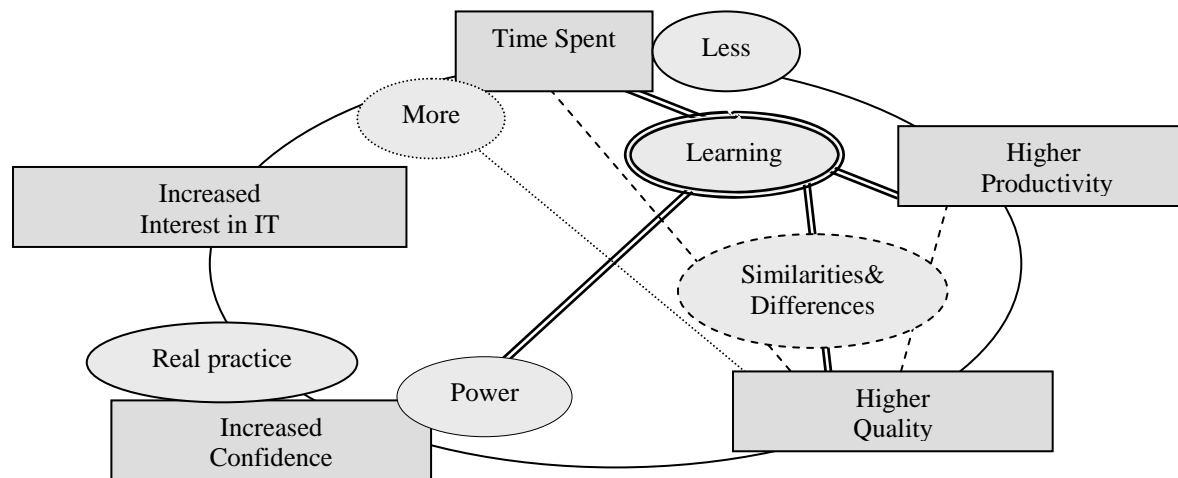 Time Spent
Less
More
Learning
Higher
Productivity
Increased
Interest in IT
Similarities&
Differences
Real practice
Power
Higher
Quality
Increased
Confidence